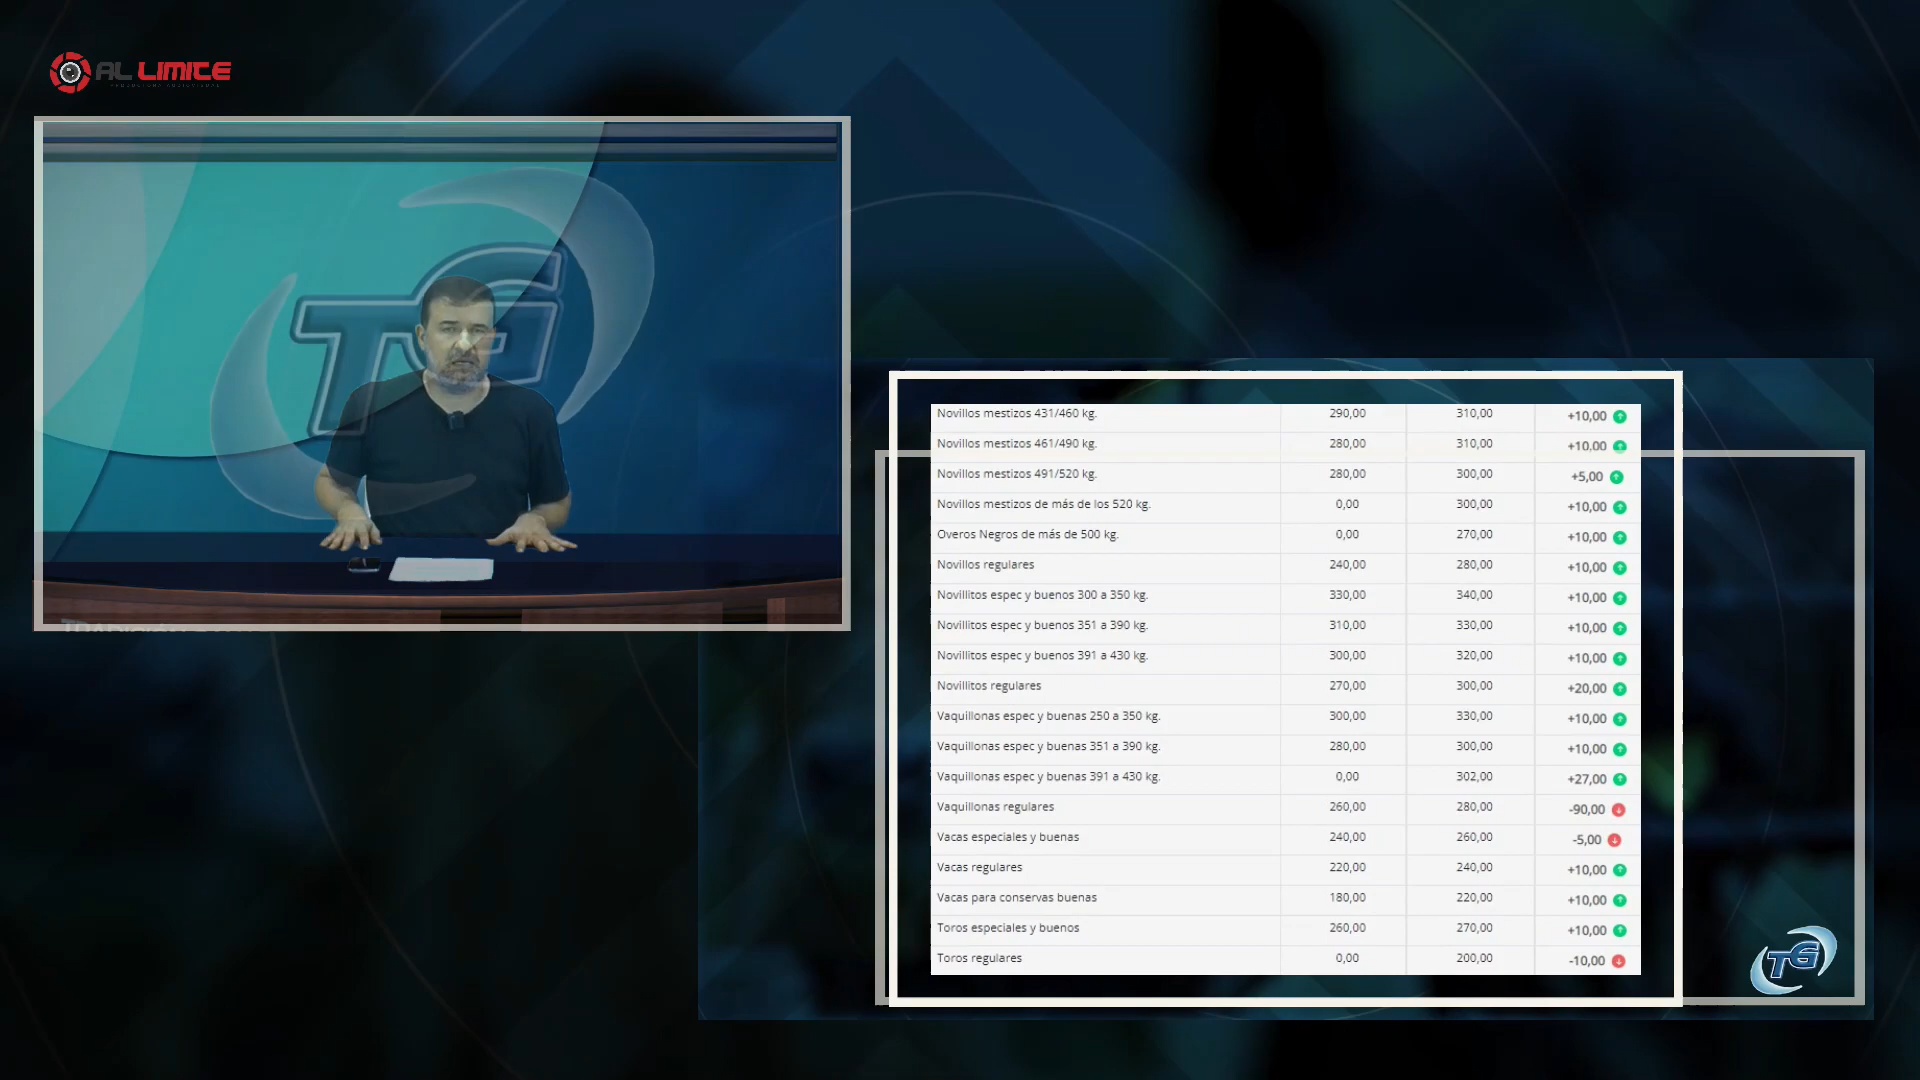 AL LIMITE
PRODUCTORA AUDIOVISUAL
TG
Novillos mestizos 431/460 kg. 290,00 310,00 +10,00
Novillos mestizos 461/490 kg. 280,00 310,00 +10,00
Novillos mestizos 491/520 kg. 280,00 300,00 +5,00
Novillos mestizos de más de los 520 kg. 0,00 300,00 +10,00
Overos Negros de más de 500 kg. 0,00 270,00 +10,00
Novillos regulares 240,00 280,00 +10,00
Novillitos espec y buenos 300 a 350 kg. 330,00 340,00 +10,00
Novillitos espec y buenos 351 a 390 kg. 310,00 330,00 +10,00
Novillitos espec y buenos 391 a 430 kg. 300,00 320,00 +10,00
Novillitos regulares 270,00 300,00 +20,00
Vaquillonas espec y buenas 250 a 350 kg. 300,00 330,00 +10,00
Vaquillonas espec y buenas 351 a 390 kg. 280,00 300,00 +10,00
Vaquillonas espec y buenas 391 a 430 kg. 0,00 302,00 +27,00
Vaquillonas regulares 260,00 280,00 -90,00
Vacas especiales y buenas 240,00 260,00 -5,00
Vacas regulares 220,00 240,00 +10,00
Vacas para conservas buenas 180,00 220,00 +10,00
Toros especiales y buenos 260,00 270,00 +10,00
Toros regulares 0,00 200,00 -10,00
TG